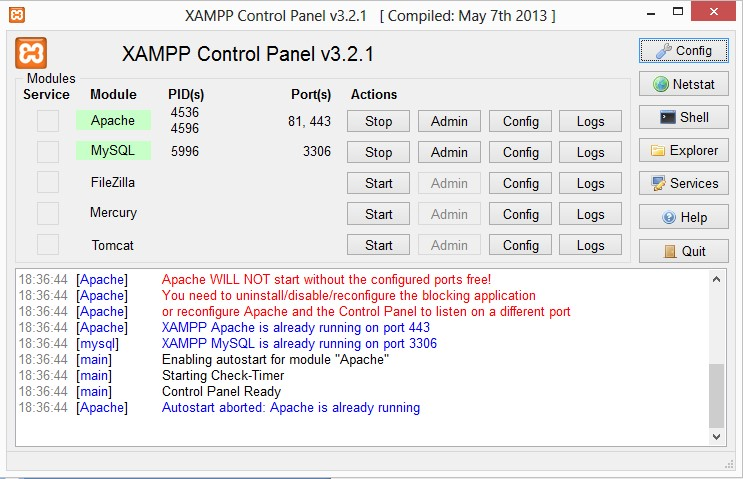 XAMPP Control Panel v3.2.1 [ Compiled: May 7th 2013 ]
XAMPP Control Panel v3.2.1
Config
Modules
Service Module PID(s) Port(s) Actions
Netstat
Apache 4536 4596 81, 443 Stop Admin Config Logs
Shell
MySQL 5996 3306 Stop Admin Config Logs
Explorer
FileZilla Start Admin Config Logs
Services
Mercury Start Admin Config Logs
Help
Tomcat Start Admin Config Logs
Quit
18:36:44 [Apache] Apache WILL NOT start without the configured ports free!
18:36:44 [Apache] You need to uninstall/disable/reconfigure the blocking application
18:36:44 [Apache] or reconfigure Apache and the Control Panel to listen on a different port
18:36:44 [Apache] XAMPP Apache is already running on port 443
18:36:44 [mysql] XAMPP MySQL is already running on port 3306
18:36:44 [main] Enabling autostart for module "Apache"
18:36:44 [main] Starting Check-Timer
18:36:44 [main] Control Panel Ready
18:36:44 [Apache] Autostart aborted: Apache is already running